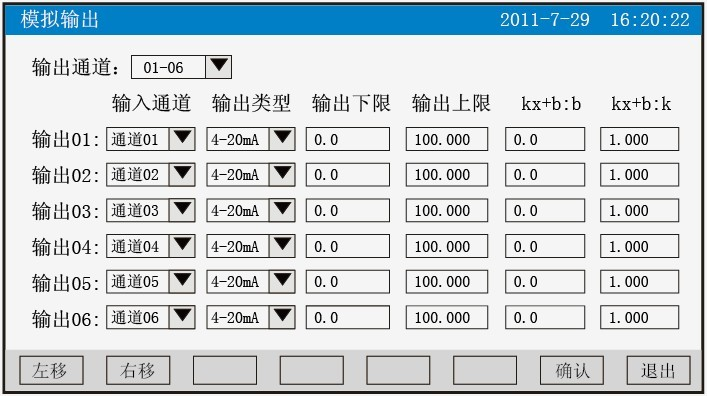 模拟输出 2011-7-29 16:20:22
输出通道: 01-06
输入通道 输出类型 输出下限 输出上限 kx+b:b kx+b:k
输出01: 通道01 4-20mA 0.0 100.000 0.0 1.000
输出02: 通道02 4-20mA 0.0 100.000 0.0 1.000
输出03: 通道03 4-20mA 0.0 100.000 0.0 1.000
输出04: 通道04 4-20mA 0.0 100.000 0.0 1.000
输出05: 通道05 4-20mA 0.0 100.000 0.0 1.000
输出06: 通道06 4-20mA 0.0 100.000 0.0 1.000
左移 右移 确认 退出